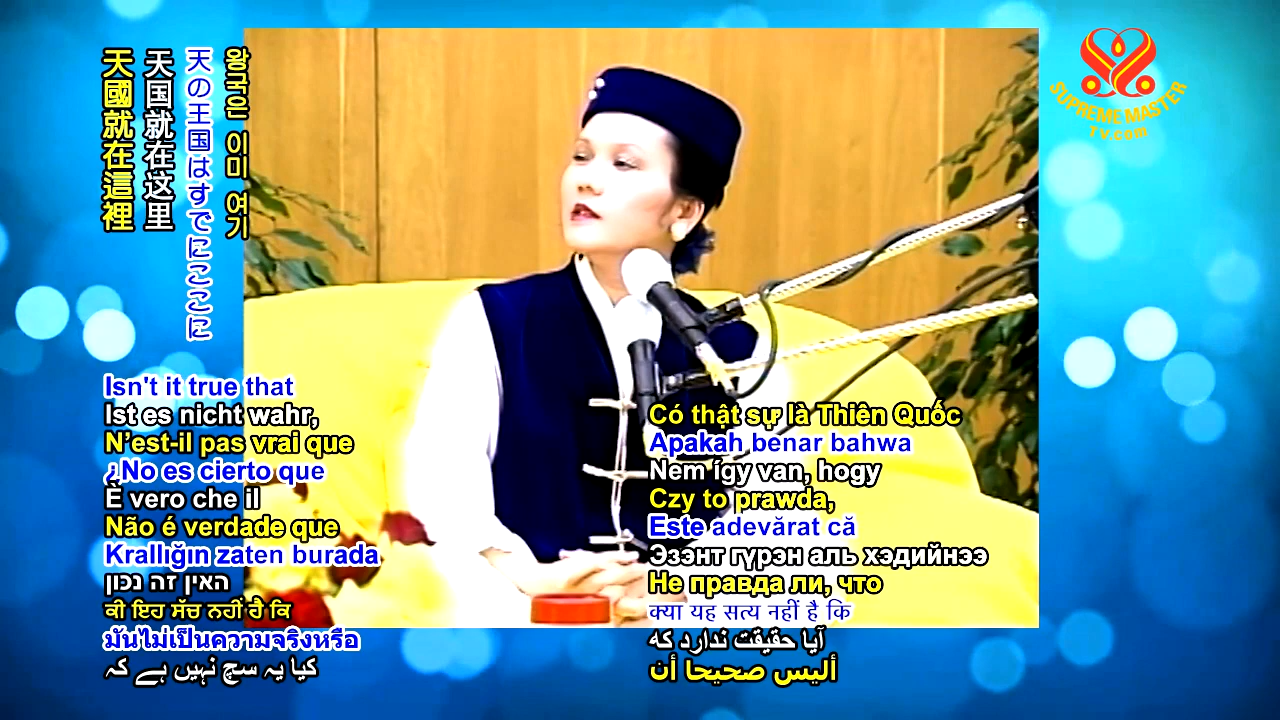 天國就在這裡
天国就在这里
天の王国はすでにここに
왕국은 이미 여기
SUPREME MASTER
TV.com
Isn't it true that
Ist es nicht wahr,
N'est-il pas vrai que
¿No es cierto que
È vero che il
Não é verdade que
Krallığın zaten burada
האין זה נכון
ਕੀ ਇਹ ਸੱਚ ਨਹੀਂ ਹੈ ਕਿ
มันไม่เป็นความจริงหรือ
کیا یہ سچ نہیں ہے کہ
Có thật sự là Thiên Quốc
Apakah benar bahwa
Nem így van, hogy
Czy to prawda,
Este adevărat că
Эзэнт гүрэн аль хэдийнээ
Не правда ли, что
क्या यह सत्य नहीं है कि
آیا حقیقت ندارد که
أليس صحيحا أن